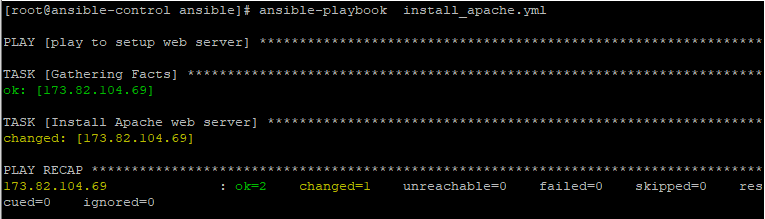 [root@ansible-control ansible]# ansible-playbook  install_apache.yml
PLAY [play to setup web server] ***************************************************************
TASK [Gathering Facts] ************************************************************************
ok: [173.82.104.69]
TASK [Install Apache web server] **************************************************************
changed: [173.82.104.69]
PLAY RECAP ************************************************************************************
173.82.104.69              : ok=2    changed=1    unreachable=0    failed=0    skipped=0    res
cued=0    ignored=0